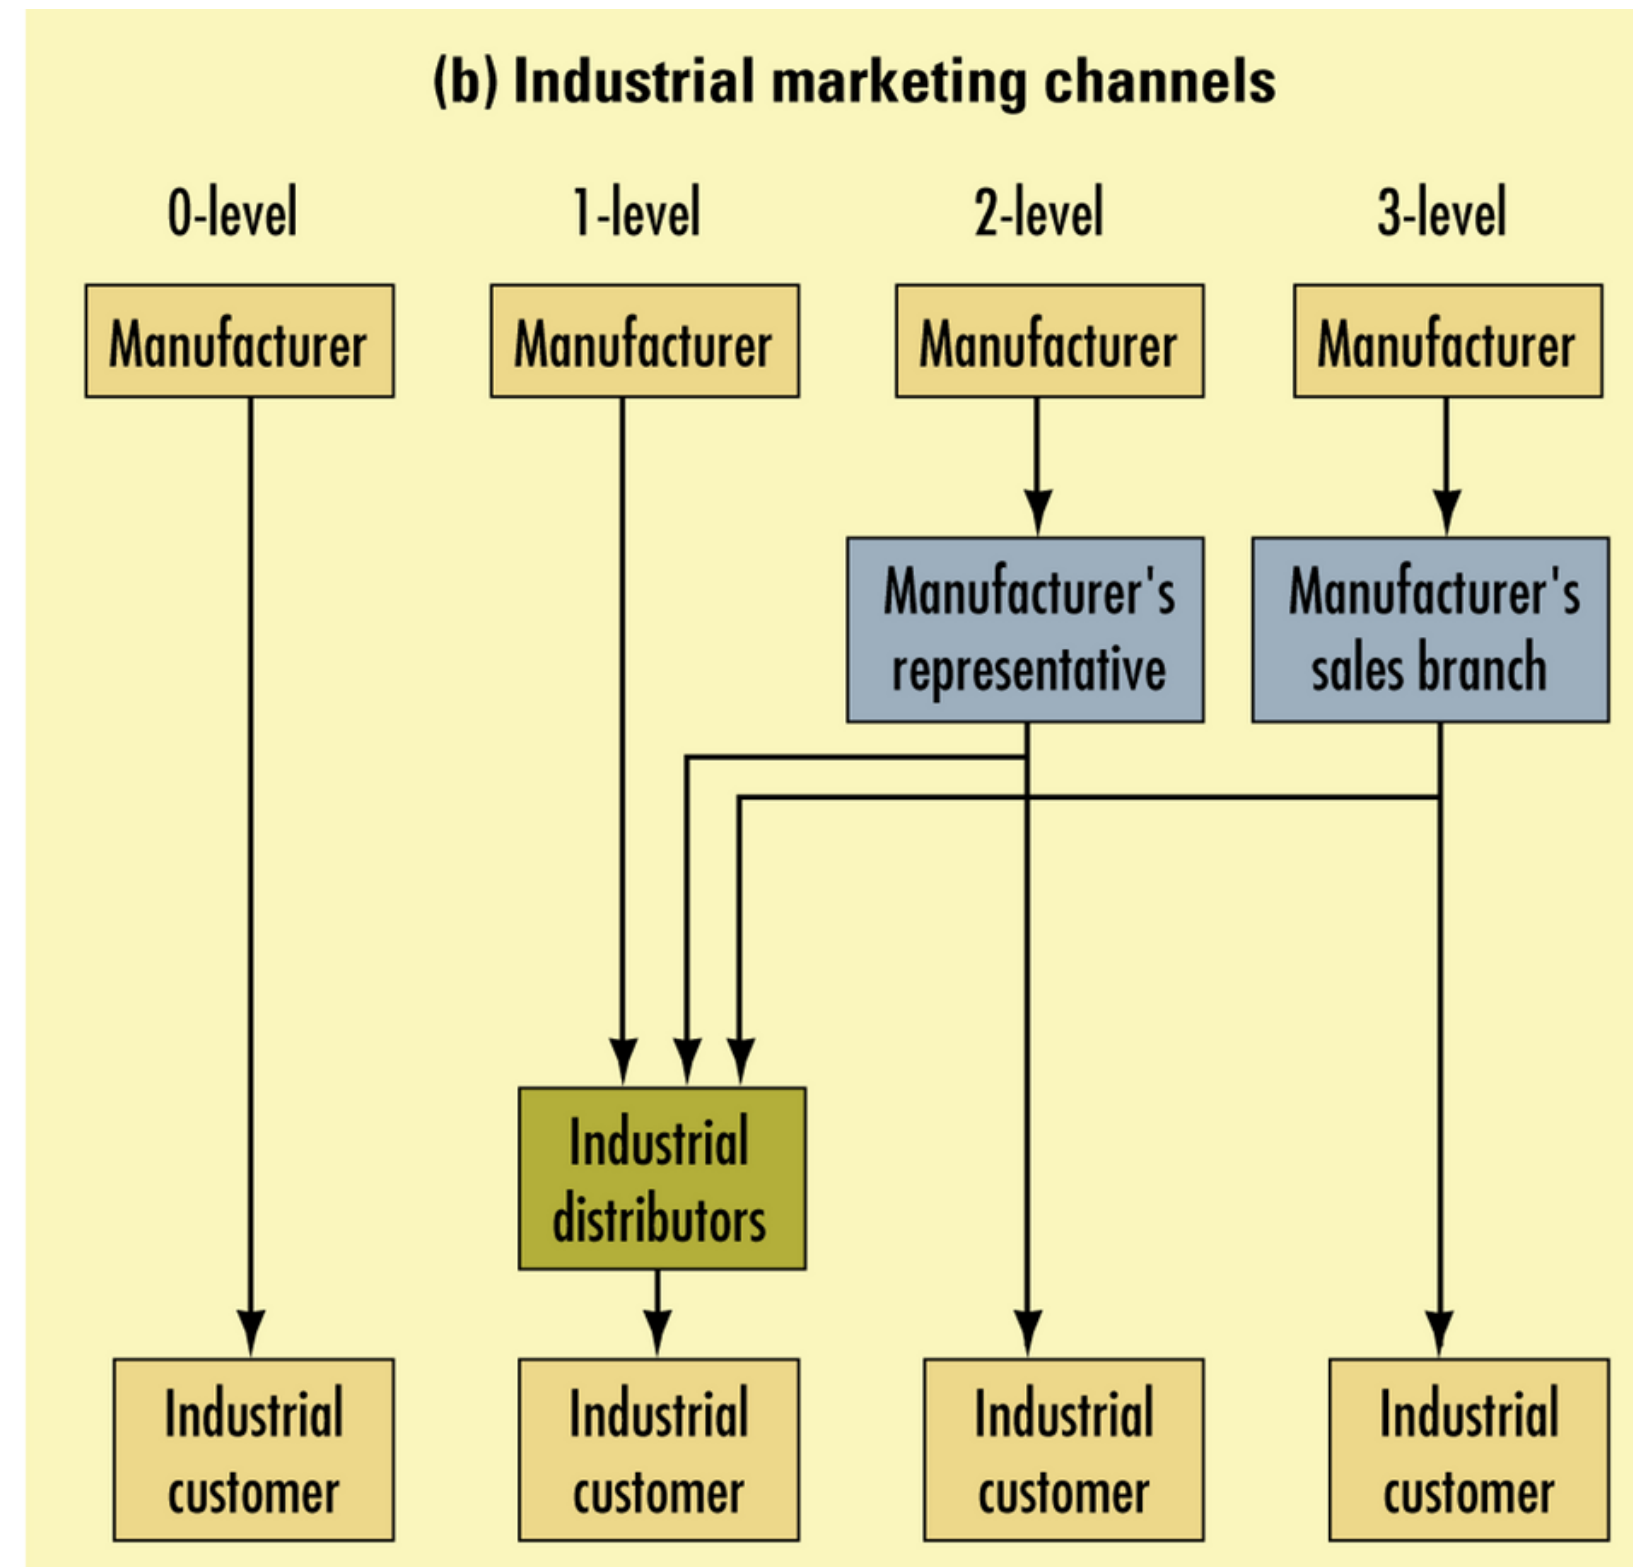 (b) Industrial marketing channels
0-level 1-level 2-level 3-level
Manufacturer Manufacturer Manufacturer Manufacturer
Manufacturer's
representative
Manufacturer's
sales branch
Industrial
distributors
Industrial
customer
Industrial
customer
Industrial
customer
Industrial
customer